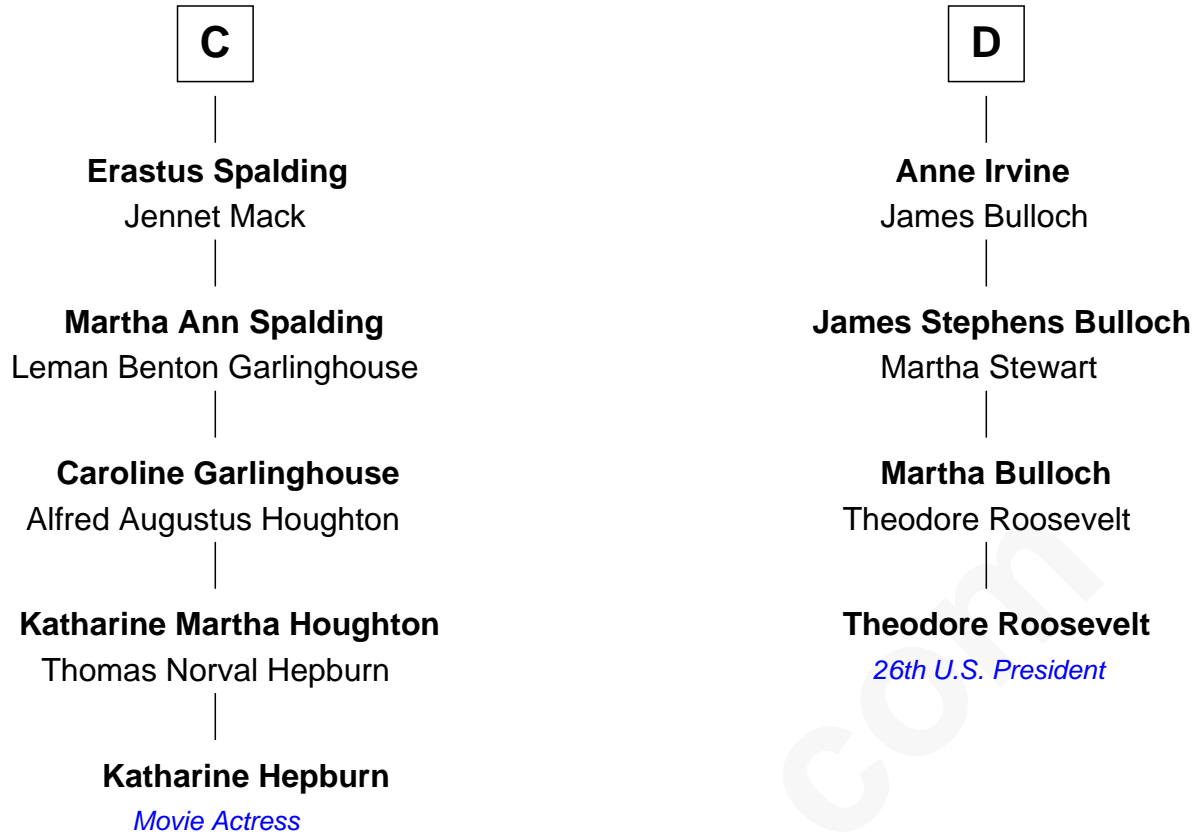 C
Erastus Spalding
Jennet Mack
Martha Ann Spalding
Leman Benton Garlinghouse
Caroline Garlinghouse
Alfred Augustus Houghton
Katharine Martha Houghton
Thomas Norval Hepburn
Katharine Hepburn
Movie Actress
D
Anne Irvine
James Bulloch
James Stephens Bulloch
Martha Stewart
Martha Bulloch
Theodore Roosevelt
Theodore Roosevelt
26th U.S. President
com